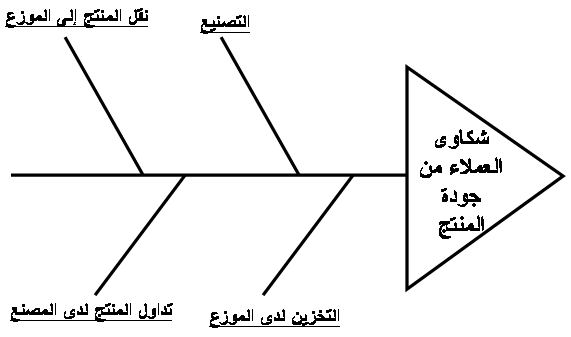 نقل المنتج إلى الموزع
التصنيع
شكاوى
العملاء من
جودة
المنتج
تداول المنتج لدى المصنع
التخزين لدى الموزع